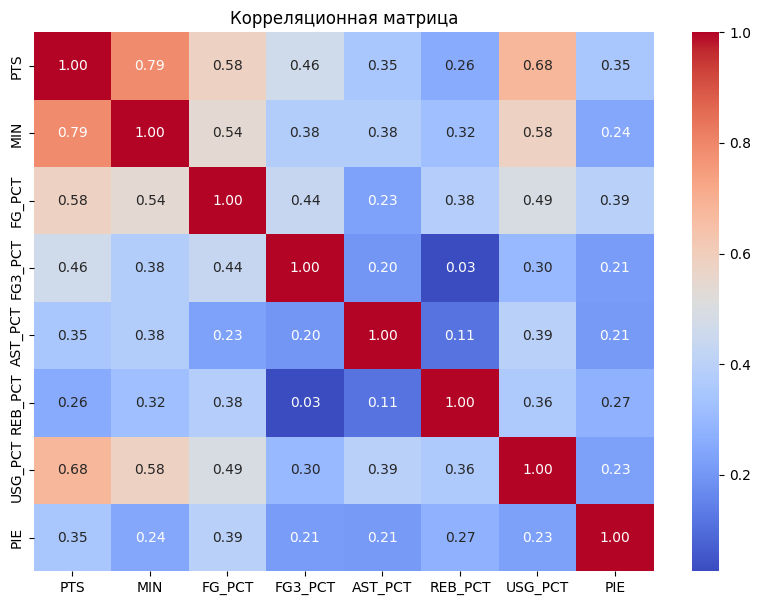 Корреляционная матрица
PTS 1.00 0.79 0.58 0.46 0.35 0.26 0.68 0.35
MIN 0.79 1.00 0.54 0.38 0.38 0.32 0.58 0.24
FG_PCT 0.58 0.54 1.00 0.44 0.23 0.38 0.49 0.39
FG3_PCT 0.46 0.38 0.44 1.00 0.20 0.03 0.30 0.21
AST_PCT 0.35 0.38 0.23 0.20 1.00 0.11 0.39 0.21
REB_PCT 0.26 0.32 0.38 0.03 0.11 1.00 0.36 0.27
USG_PCT 0.68 0.58 0.49 0.30 0.39 0.36 1.00 0.23
PIE 0.35 0.24 0.39 0.21 0.21 0.27 0.23 1.00
PTS MIN FG_PCT FG3_PCT AST_PCT REB_PCT USG_PCT PIE
1.0
0.8
0.6
0.4
0.2